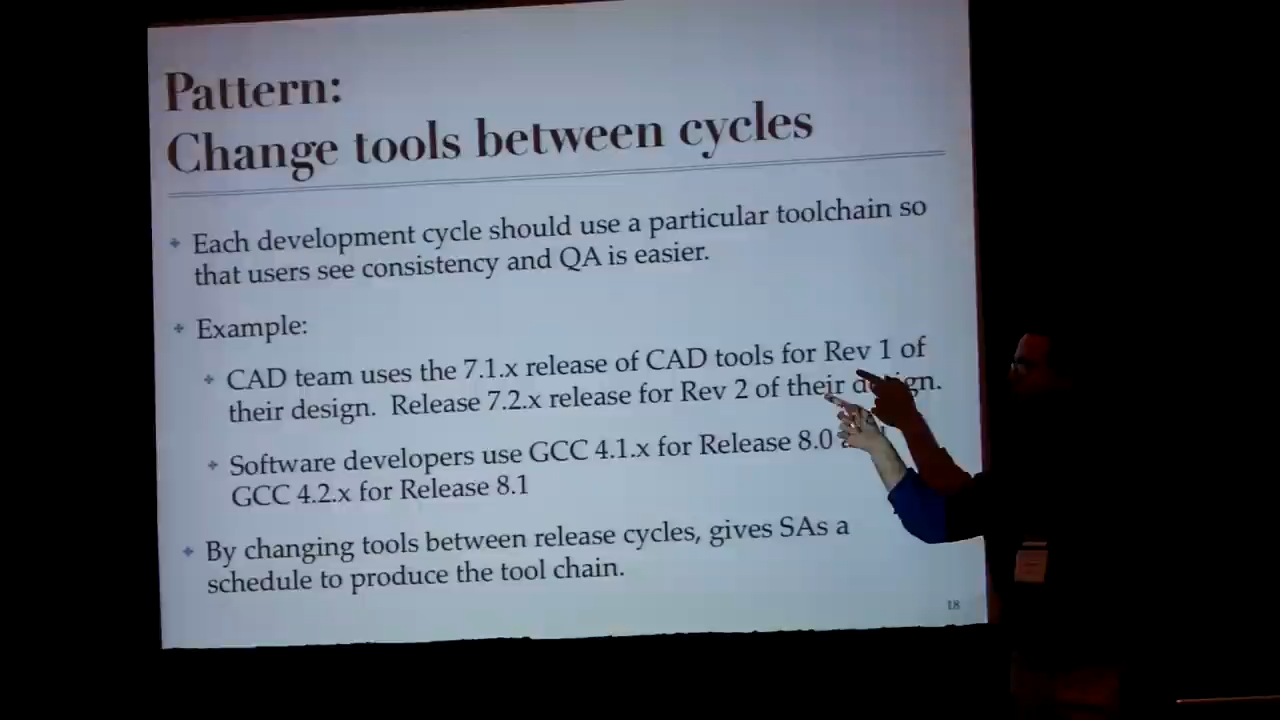 Pattern:
Change tools between cycles
Each development cycle should use a particular toolchain so
that users see consistency and QA is easier.
Example:
CAD team uses the 7.1.x release of CAD tools for Rev 1 of
their design. Release 7.2.x release for Rev 2 of their design.
Software developers use GCC 4.1.x for Release 8.0
GCC 4.2.x for Release 8.1
By changing tools between release cycles, gives SAs a
schedule to produce the tool chain.
18